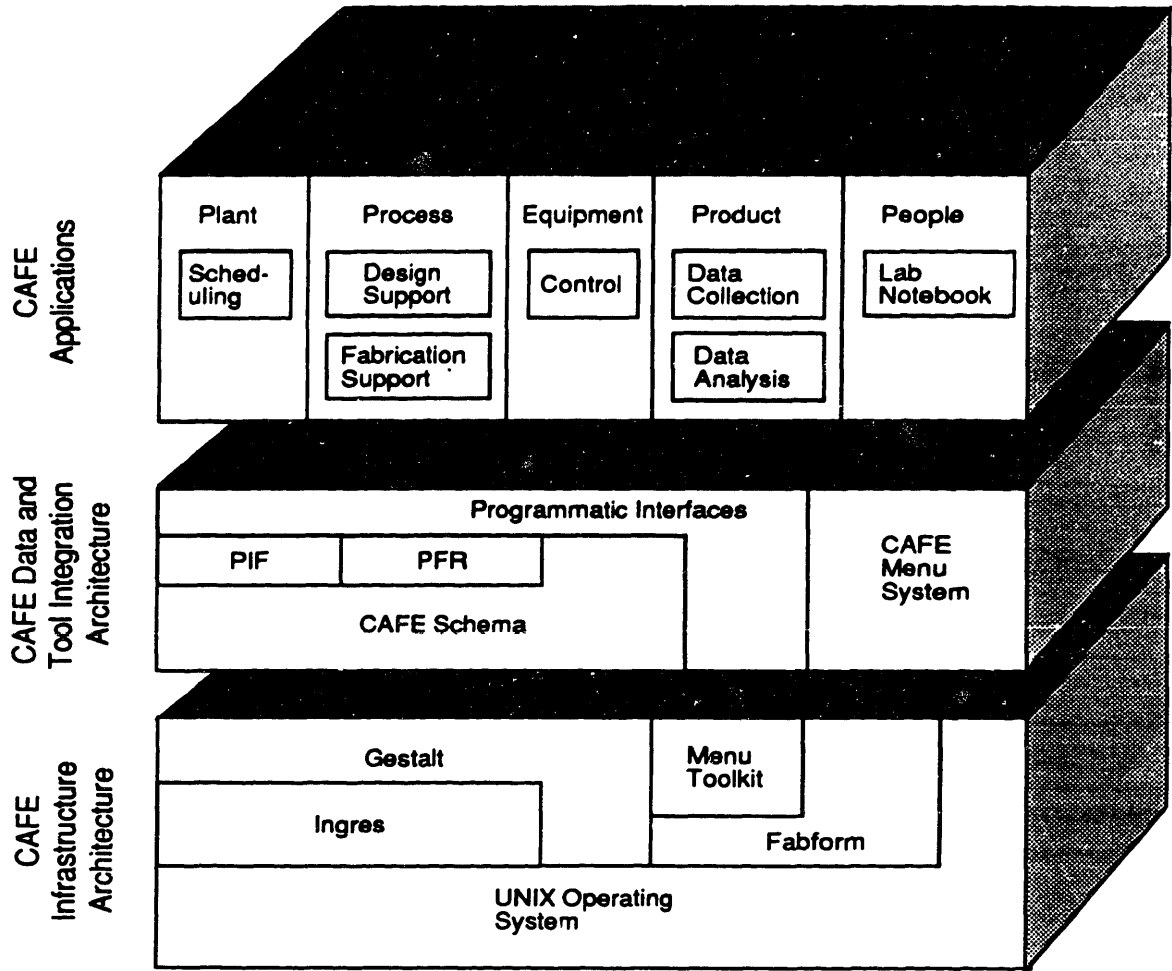 CAFE
Applications
Plant
Process
Equipment
Product
People
Sched-
uling
Design
Support
Control
Data
Collection
Lab
Notebook
Fabrication
Support
Data
Analysis
CAFE Data and
Tool Integration
Architecture
Programmatic Interfaces
PIF
PFR
CAFE Schema
CAFE
Menu
System
CAFE
Infrastructure
Architecture
Gestalt
Ingres
Menu
Toolkit
Fabform
UNIX Operating
System